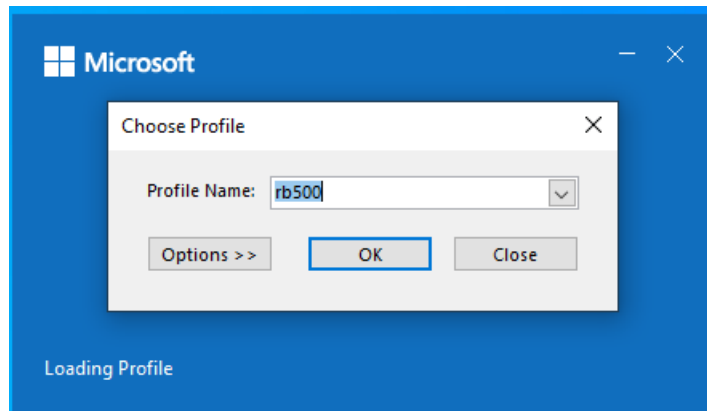 Microsoft
Choose Profile
Profile Name: rb500
Options >> OK Close
Loading Profile